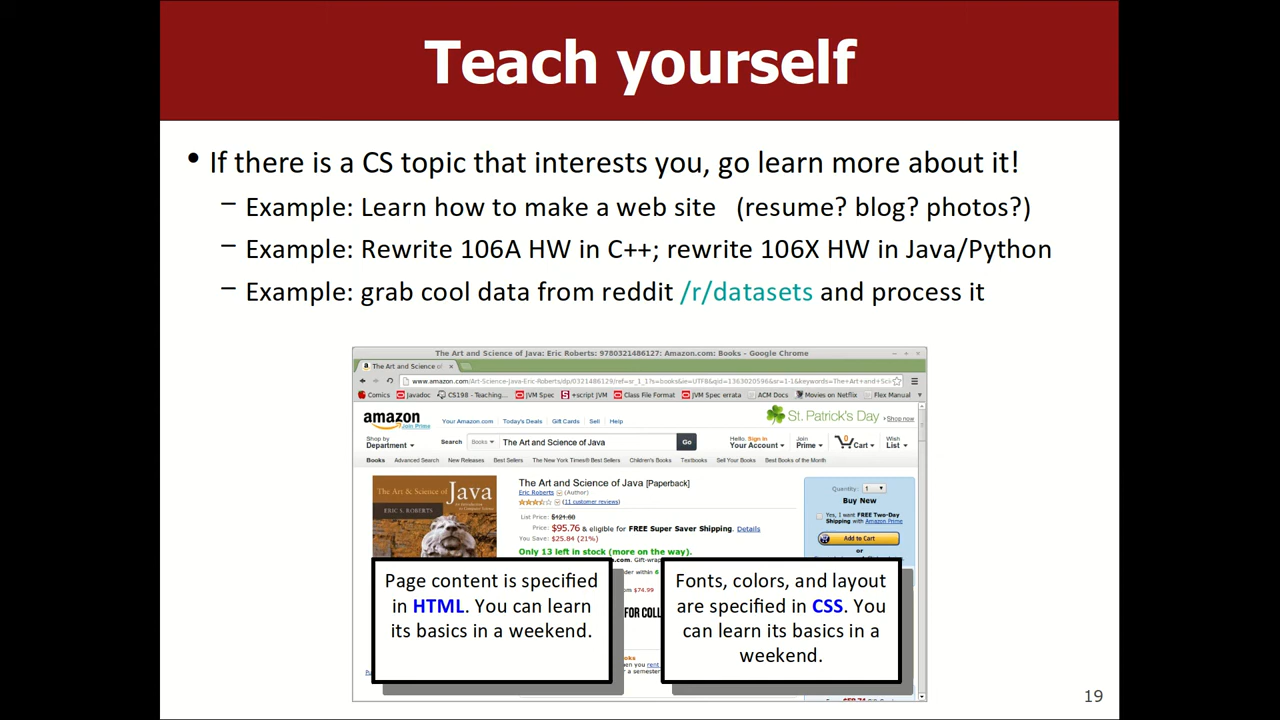 Teach yourself
• If there is a CS topic that interests you, go learn more about it!
– Example: Learn how to make a web site (resume? blog? photos?)
– Example: Rewrite 106A HW in C++; rewrite 106X HW in Java/Python
– Example: grab cool data from reddit /r/datasets and process it
The Art and Science of Java: Eric Roberts: 9780321486127: Amazon.com: Books - Google Chrome
The Art and Science of
www.amazon.com/Art-Science-Java-Eric-Roberts/dp/0321486129/ref=sr_1_1?s=books&ie=UTF8&qid=1363020596&sr=1-1&keywords=The+Art+and+Sci
Comics Javadoc CS198 - Teaching... JVM Spec +script JVM Class File Format JVM Spec errata ACM Docs Movies on Netflix Flex Manual
amazon Your Amazon.com Today's Deals Gift Cards Sell Help St. Patrick's Day Shop now
Join Prime
Shop by Department Search Books The Art and Science of Java Go Hello, Sign in Your Account Join Prime 0 Cart Wish List
Books Advanced Search New Releases Best Sellers The New York Times® Best Sellers Children's Books Textbooks Sell Your Books Best Books of the Month
The Art & Science of Java
ERIC S. ROBERTS
The Art and Science of Java [Paperback]
Eric Roberts (Author)
(11 customer reviews)
List Price: $121.60
Price: $95.76 & eligible for FREE Super Saver Shipping. Details
You Save: $25.84 (21%)
Only 13 left in stock (more on the way).
Quantity: 1
Buy New
Yes, I want FREE Two-Day
Shipping with Amazon Prime
Add to Cart
or
Page content is specified
in HTML. You can learn
its basics in a weekend.
.com. Gift-wrap
der within 6
$74.99
FOR COLL
Fonts, colors, and layout
are specified in CSS. You
can learn its basics in a
weekend.
19